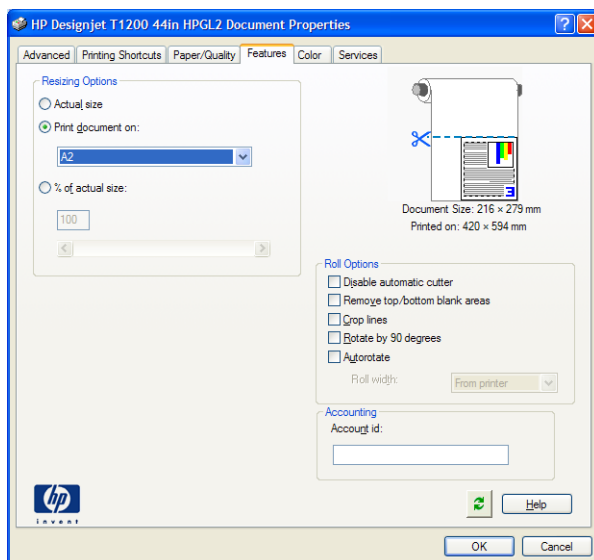 HP Designjet T1200 44in HPGL2 Document Properties
Advanced
Printing Shortcuts
Paper/Quality
Features
Color
Services
Resizing Options
Actual size
Print document on:
A2
% of actual size:
100
3
Document Size: 216 × 279 mm
Printed on: 420 × 594 mm
Roll Options
Disable automatic cutter
Remove top/bottom blank areas
Crop lines
Rotate by 90 degrees
Autorotate
Roll width:
From printer
Accounting
Account id:
hp
invent
Help
OK
Cancel